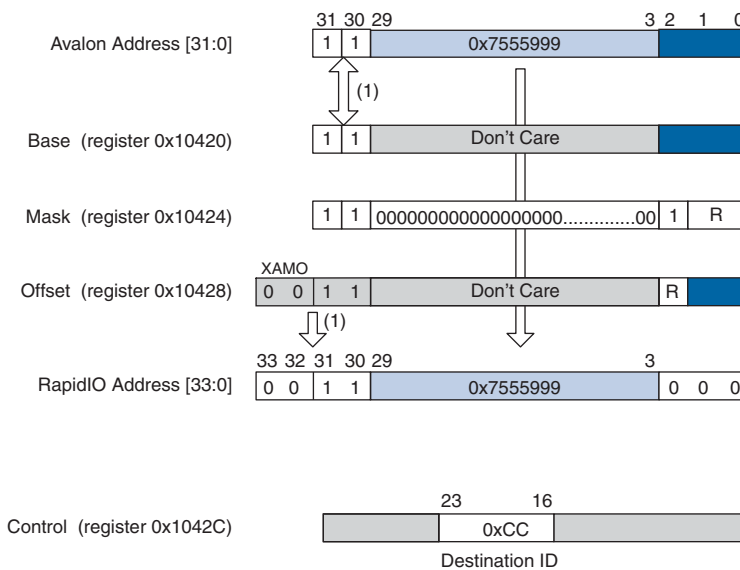 31 30 29 3 2 1 0
Avalon Address [31:0] 1 1 0x7555999
(1)
Base (register 0x10420) 1 1 Don't Care
Mask (register 0x10424) 1 1 000000000000000000..............00 1 R
XAMO
Offset (register 0x10428) 0 0 1 1 Don't Care R
(1)
33 32 31 30 29 3
RapidIO Address [33:0] 0 0 1 1 0x7555999 0 0 0
23 16
Control (register 0x1042C) 0xCC
Destination ID